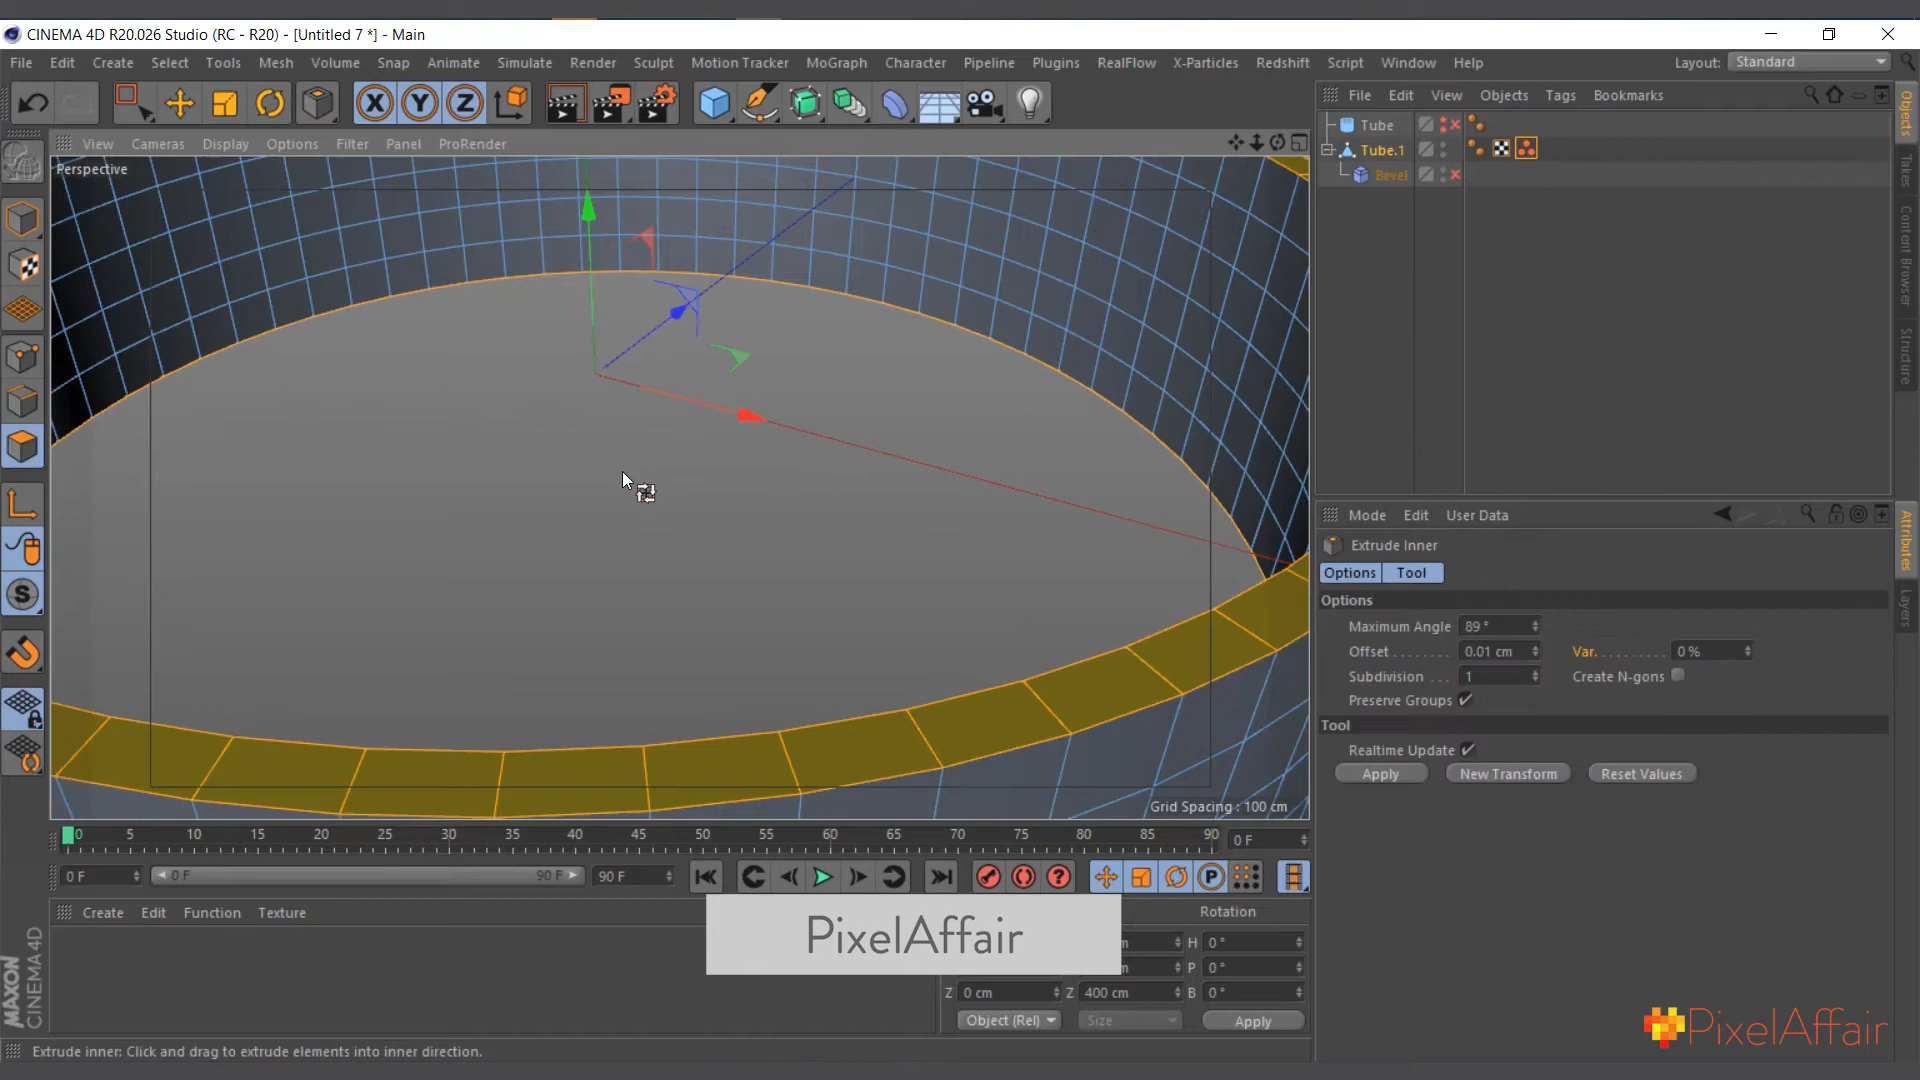 CINEMA 4D R20.026 Studio (RC - R20) - [Untitled 7 *] - Main
File Edit Create Select Tools Mesh Volume Snap Animate Simulate Render Sculpt Motion Tracker MoGraph Character Pipeline Plugins RealFlow X-Particles Redshift Script Window Help Layout: Standard
X Y Z
File Edit View Objects Tags Bookmarks
Tube
Tube.1
Bevel
Objects
Takes
Content Browser
Structure
View Cameras Display Options Filter Panel ProRender
Perspective
Grid Spacing : 100 cm
S
Mode Edit User Data
Extrude Inner
Options Tool
Options
Maximum Angle 89 °
Offset 0.01 cm Var. 0 %
Subdivision 1 Create N-gons
Preserve Groups
Tool
Realtime Update
Apply New Transform Reset Values
Attributes
Layers
0 5 10 15 20 25 30 35 40 45 50 55 60 65 70 75 80 85 90 0 F
0 F 0 F 90 F 90 F P
Create Edit Function Texture
Rotation
PixelAffair
m H 0 °
m P 0 °
Z 0 cm Z 400 cm B 0 °
Object (Rel) Size Apply
MAXON
CINEMA 4D
PixelAffair
Extrude inner: Click and drag to extrude elements into inner direction.